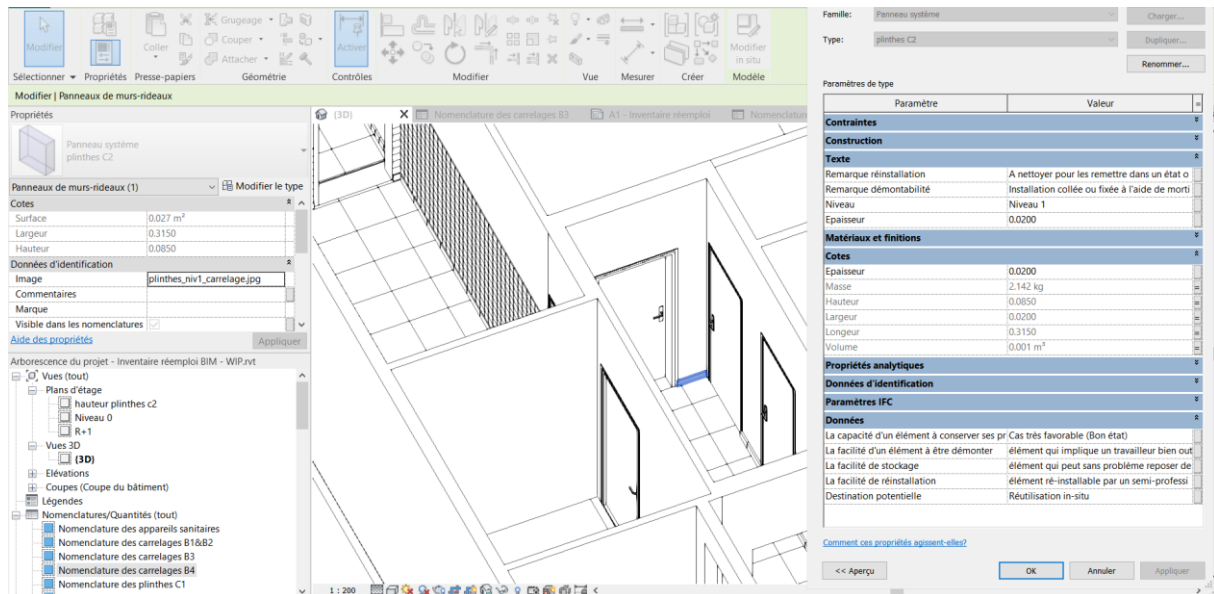 Modifier
Sélectionner
Propriétés
Coller
Presse-papiers
Grugeage
Couper
Attacher
Géométrie
Activer
Contrôles
Modifier
Vue
Mesurer
Créer
Modifier
in situ
Modèle
Modifier | Panneaux de murs-rideaux
Propriétés
Panneau système
plinthes C2
Panneaux de murs-rideaux (1)
Modifier le type
Cotes
Surface 0.027 m²
Largeur 0.3150
Hauteur 0.0850
Données d'identification
Image plinthes_niv1_carrelage.jpg
Commentaires
Marque
Visible dans les nomenclatures
Aide des propriétés
Appliquer
Arborescence du projet - Inventaire réemploi BIM - WIP.rvt
Vues (tout)
Plans d'étage
hauteur plinthes c2
Niveau 0
R+1
Vues 3D
(3D)
Elévations
Coupes (Coupe du bâtiment)
Légendes
Nomenclatures/Quantités (tout)
Nomenclature des appareils sanitaires
Nomenclature des carrelages B1&B2
Nomenclature des carrelages B3
Nomenclature des carrelages B4
Nomenclature des plinthes C1
(3D)
X
Nomenclature des carrelages B3
A1 - Inventaire réemploi
Nomenclature
1 : 200
Famille: Panneau système
Charger...
Type: plinthes C2
Dupliquer...
Renommer...
Paramètres de type
Paramètre Valeur =
Contraintes
Construction
Texte
Remarque réinstallation A nettoyer pour les remettre dans un état o
Remarque démontabilité Installation collée ou fixée à l'aide de morti
Niveau Niveau 1
Epaisseur 0.0200
Matériaux et finitions
Cotes
Epaisseur 0.0200
Masse 2.142 kg
Hauteur 0.0850
Largeur 0.0200
Longeur 0.3150
Volume 0.001 m³
Propriétés analytiques
Données d'identification
Paramètres IFC
Données
La capacité d'un élément à conserver ses pr Cas très favorable (Bon état)
La facilité d'un élément à être démonter élément qui implique un travailleur bien out
La facilité de stockage élément qui peut sans problème reposer de
La facilité de réinstallation élément ré-installable par un semi-professi
Destination potentielle Réutilisation in-situ
Comment ces propriétés agissent-elles?
<< Aperçu
OK
Annuler
Appliquer